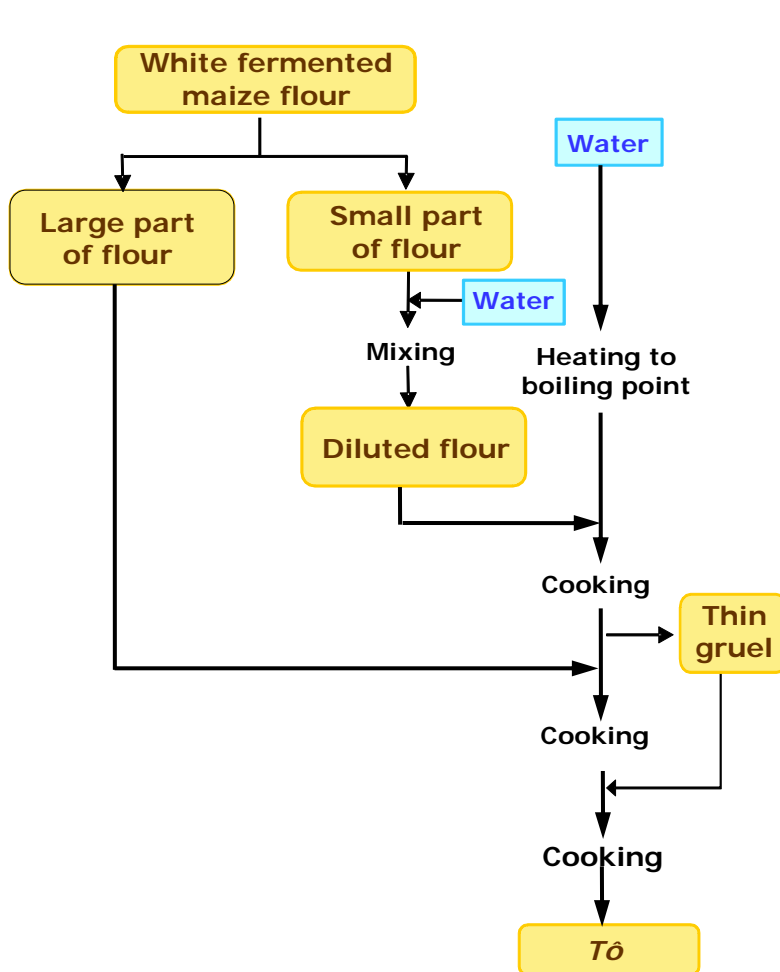 White fermented
maize flour
Water
Large part
of flour
Small part
of flour
Water
Mixing
Heating to
boiling point
Diluted flour
Cooking
Thin
gruel
Cooking
Cooking
Tô